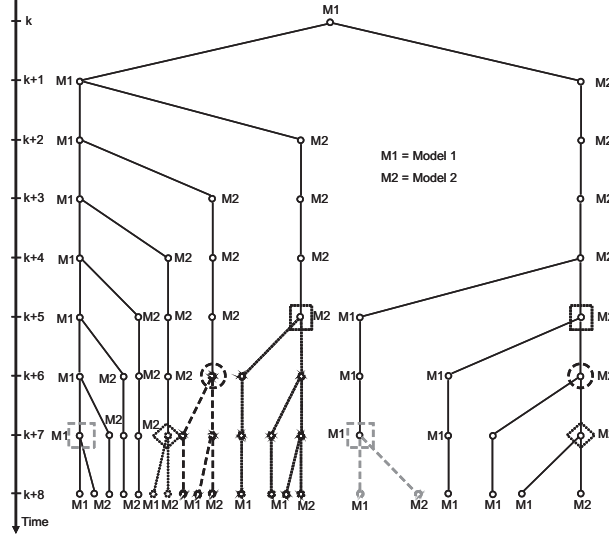 M1
k
k+1 M1 M2
k+2 M1 M2 M2
M1 = Model 1
M2 = Model 2
k+3 M1 M2 M2 M2
k+4 M1 M2 M2 M2 M2
k+5 M1 M2 M2 M2 M2 M1 M2
k+6 M1 M2 M2 M2 M1 M1 M2
k+7 M1 M2 M2 M1 M1 M2
k+8
M1 M2 M2 M2 M1 M2 M1 M2 M1 M1 M2 M1 M2 M1 M1 M1 M2
Time